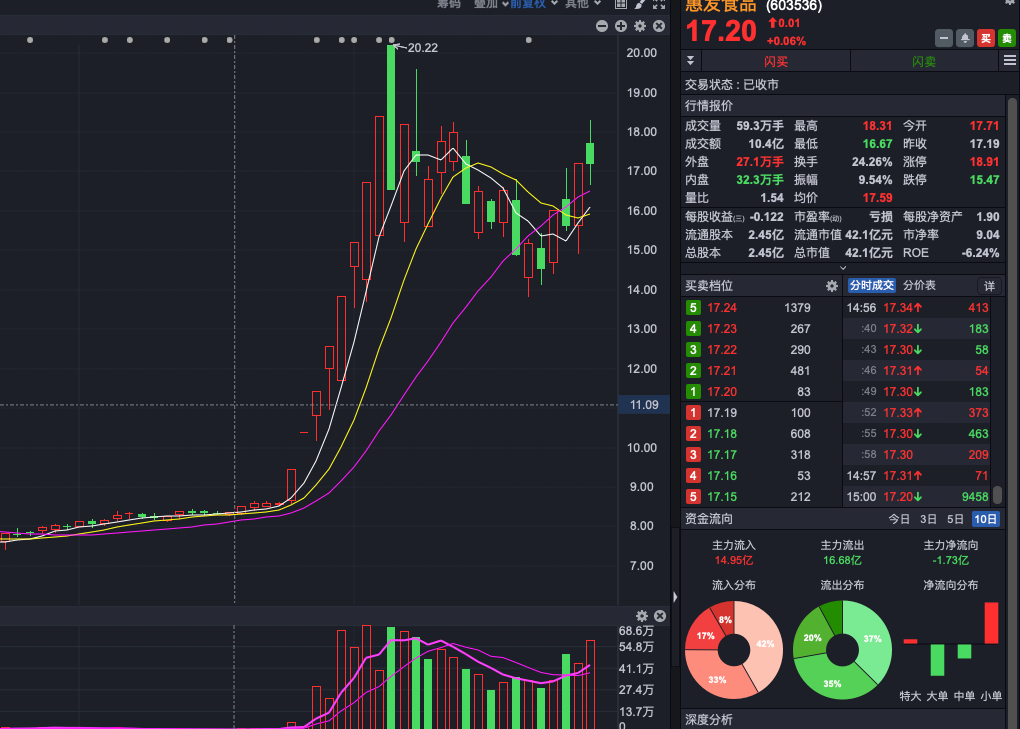 筹码 叠加 前复权 其他
惠发食品 (603536)
17.20 0.01
+0.06%
买 卖
闪买 闪卖
交易状态 : 已收市
行情报价
成交量 59.3万手 最高 18.31 今开 17.71
成交额 10.4亿 最低 16.67 昨收 17.19
外盘 27.1万手 换手 24.26% 涨停 18.91
内盘 32.3万手 振幅 9.54% 跌停 15.47
量比 1.54 均价 17.59
每股收益(三) -0.122 市盈率(动) 亏损 每股净资产 1.90
流通股本 2.45亿 流通市值 42.1亿元 市净率 9.04
总股本 2.45亿 总市值 42.1亿元 ROE -6.24%
买卖档位 分时成交 分价表 详
5 17.24 1379 14:56 17.34↑ 413
4 17.23 267 :40 17.32↓ 183
3 17.22 290 :43 17.30↓ 58
2 17.21 481 :46 17.31↑ 54
1 17.20 83 :49 17.30↓ 183
1 17.19 100 :52 17.33↑ 373
2 17.18 608 :55 17.30↓ 463
3 17.17 318 :58 17.30 209
4 17.16 53 14:57 17.31↑ 71
5 17.15 212 15:00 17.20↓ 9458
资金流向 今日 3日 5日 10日
主力流入 主力流出 主力净流向
14.95亿 16.68亿 -1.73亿
流入分布 流出分布 净流向分布
8% 42% 33% 17%
37% 35% 20%
特大 大单 中单 小单
深度分析
20.22
20.00
19.00
18.00
17.00
16.00
15.00
14.00
13.00
12.00
11.09
10.00
9.00
8.00
7.00
68.6万
54.8万
41.1万
27.4万
13.7万
0